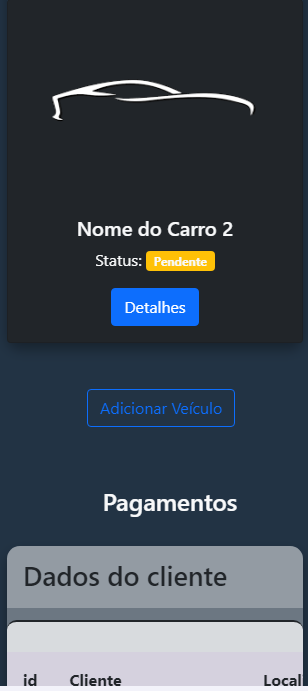 Nome do Carro 2
Status: Pendente
Detalhes
Adicionar Veículo
Pagamentos
Dados do cliente
id Cliente Local